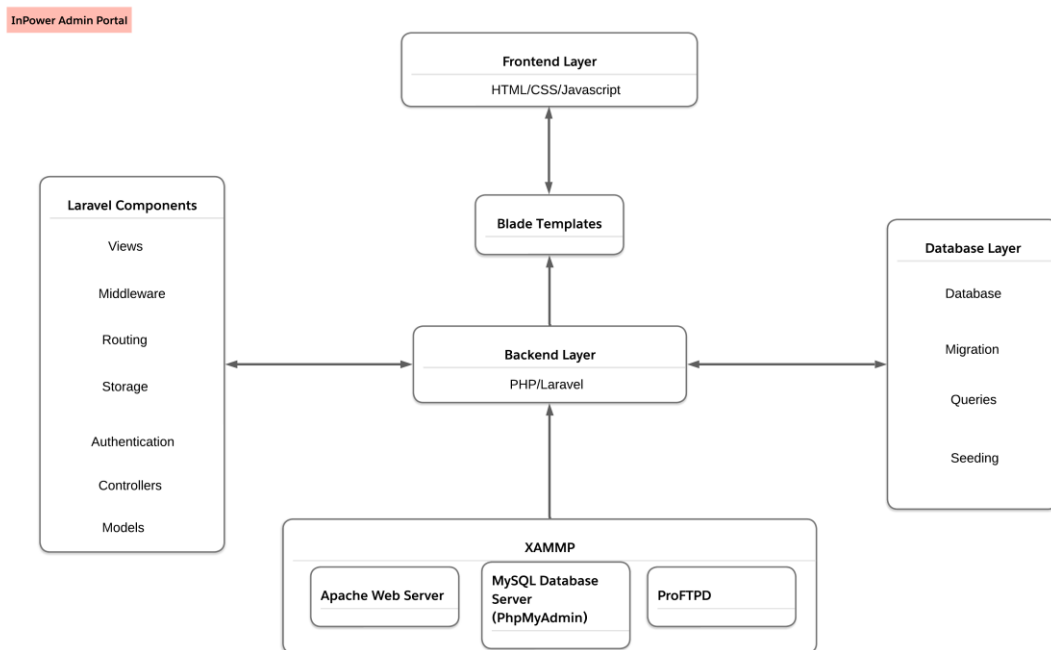 InPower Admin Portal
Frontend Layer
HTML/CSS/Javascript
Laravel Components
Views
Middleware
Routing
Storage
Authentication
Controllers
Models
Blade Templates
Backend Layer
PHP/Laravel
Database Layer
Database
Migration
Queries
Seeding
XAMMP
Apache Web Server
MySQL Database
Server
(PhpMyAdmin)
ProFTPD